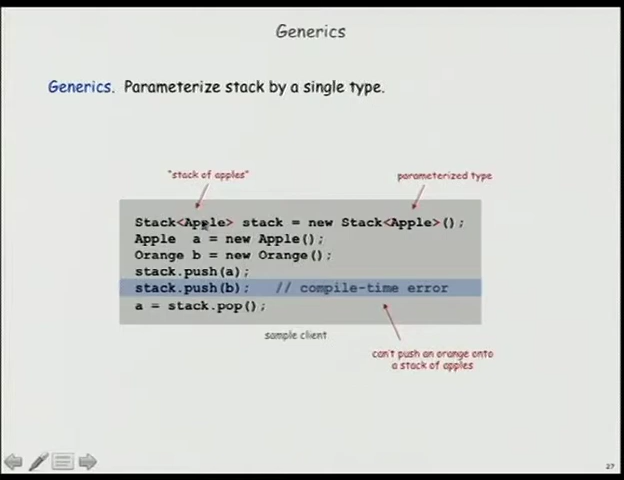 Generics
Generics. Parameterize stack by a single type.
"stack of apples"
parameterized type
Stack<Apple> stack = new Stack<Apple>();
Apple  a = new Apple();
Orange b = new Orange();
stack.push(a);
stack.push(b);   // compile-time error
a = stack.pop();
sample client
can't push an orange onto
a stack of apples
27